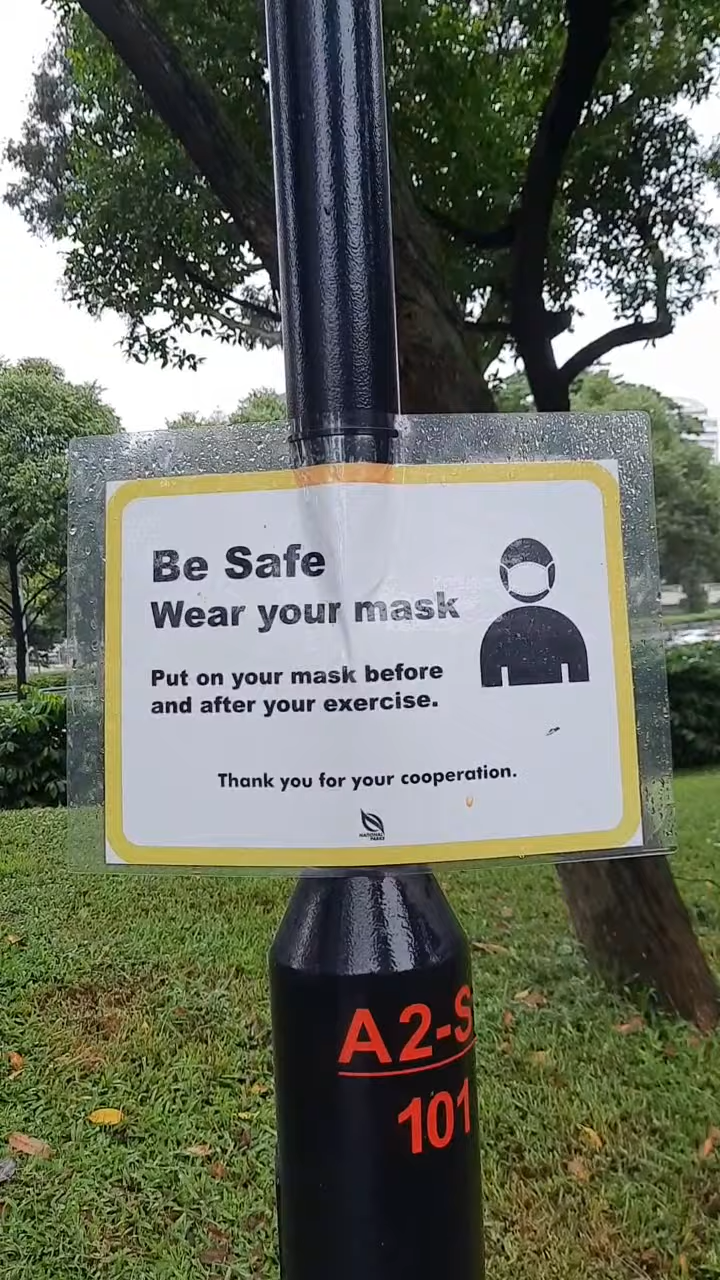 Be Safe
Wear your mask
Put on your mask before
and after your exercise.
Thank you for your cooperation.
NATIONAL
PARKS
A2-S
101